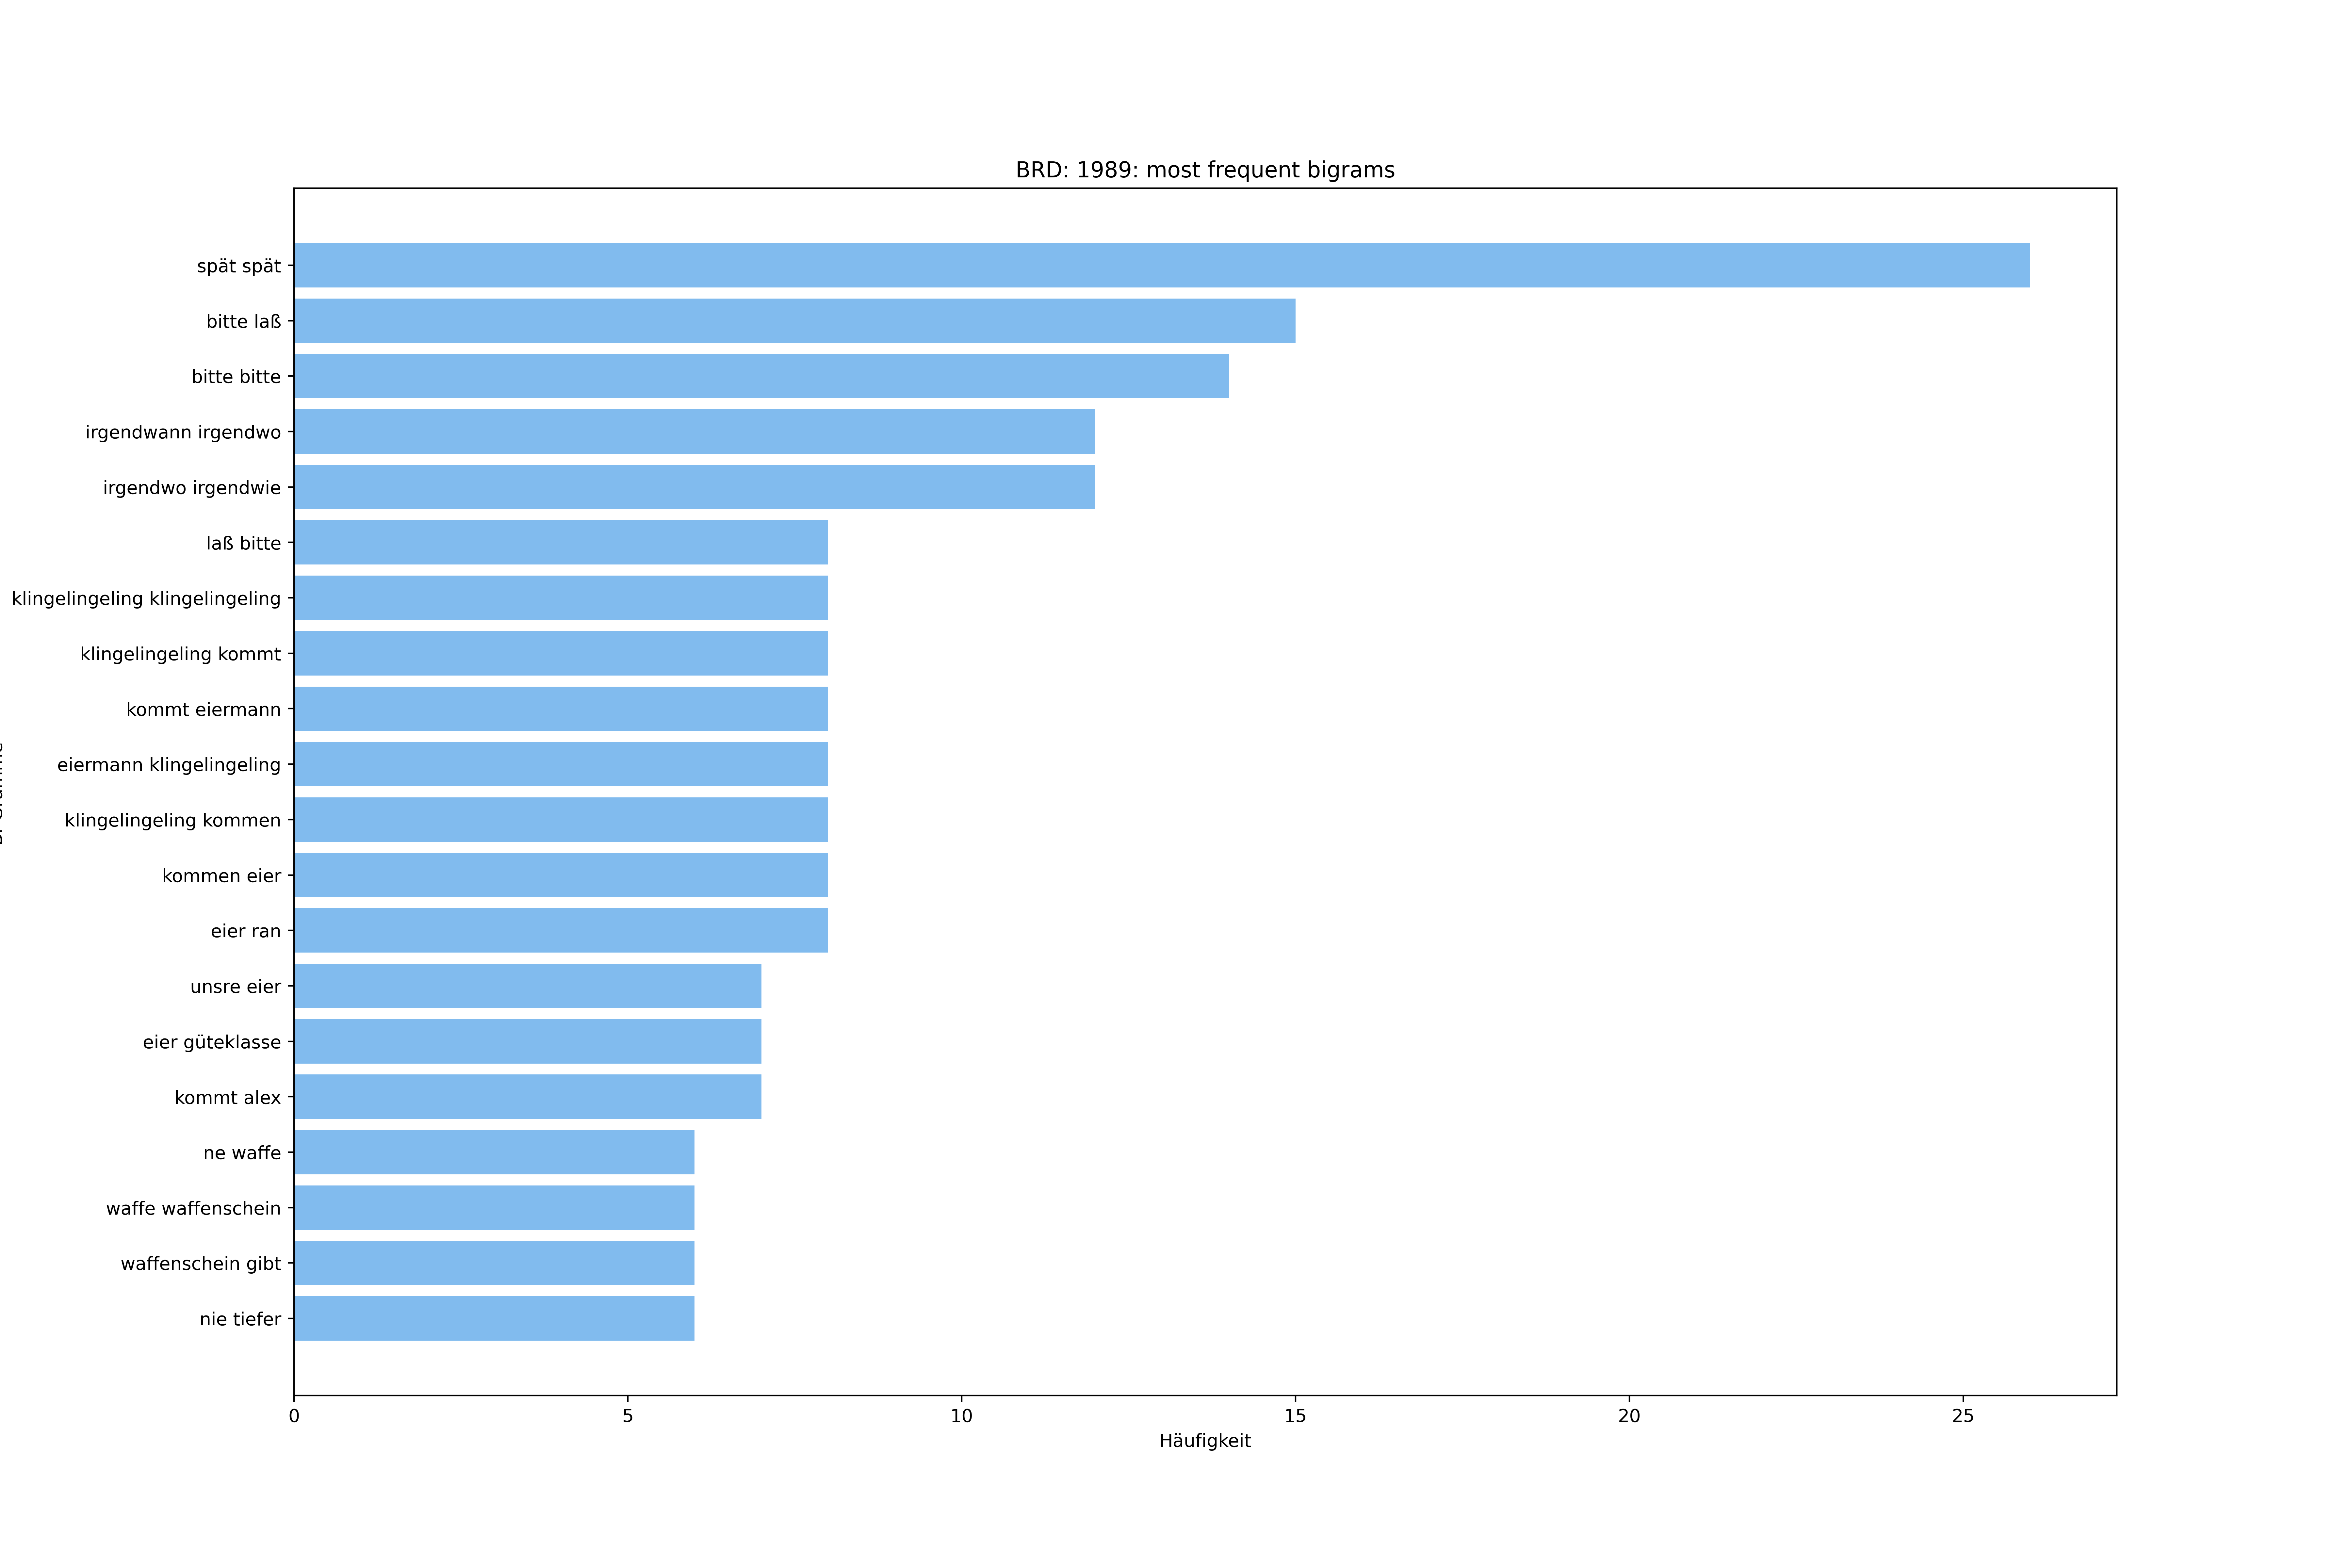 BRD: 1989: most frequent bigrams
spät spät
bitte laß
bitte bitte
irgendwann irgendwo
irgendwo irgendwie
laß bitte
klingelingeling klingelingeling
klingelingeling kommt
kommt eiermann
eiermann klingelingeling
klingelingeling kommen
kommen eier
eier ran
unsre eier
eier güteklasse
kommt alex
ne waffe
waffe waffenschein
waffenschein gibt
nie tiefer
0 5 10 15 20 25
Häufigkeit